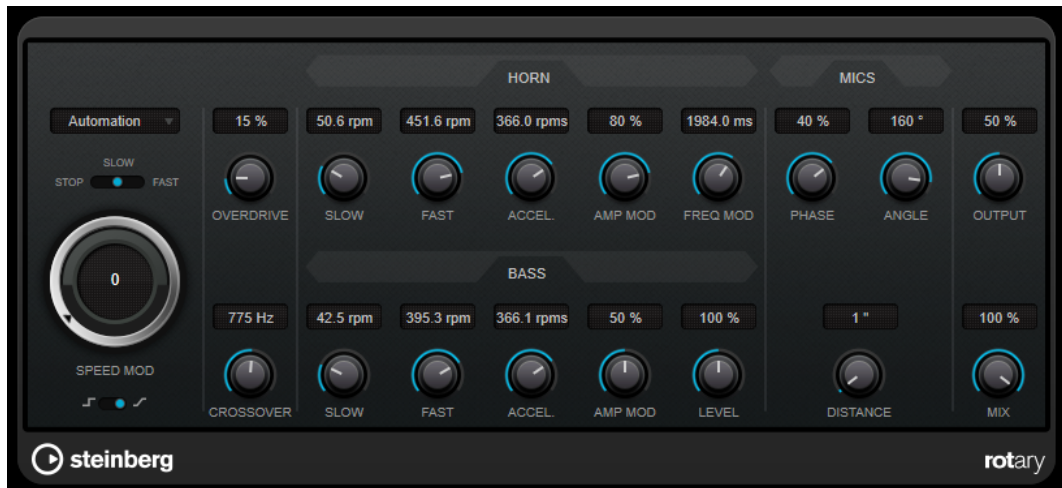 HORN
MICS
Automation
15 %
50.6 rpm
451.6 rpm
366.0 rpms
80 %
1984.0 ms
40 %
160 °
50 %
SLOW
STOP
FAST
OVERDRIVE
SLOW
FAST
ACCEL.
AMP MOD
FREQ MOD
PHASE
ANGLE
OUTPUT
BASS
0
775 Hz
42.5 rpm
395.3 rpm
366.1 rpms
50 %
100 %
1 "
100 %
SPEED MOD
CROSSOVER
SLOW
FAST
ACCEL.
AMP MOD
LEVEL
DISTANCE
MIX
steinberg
rotary